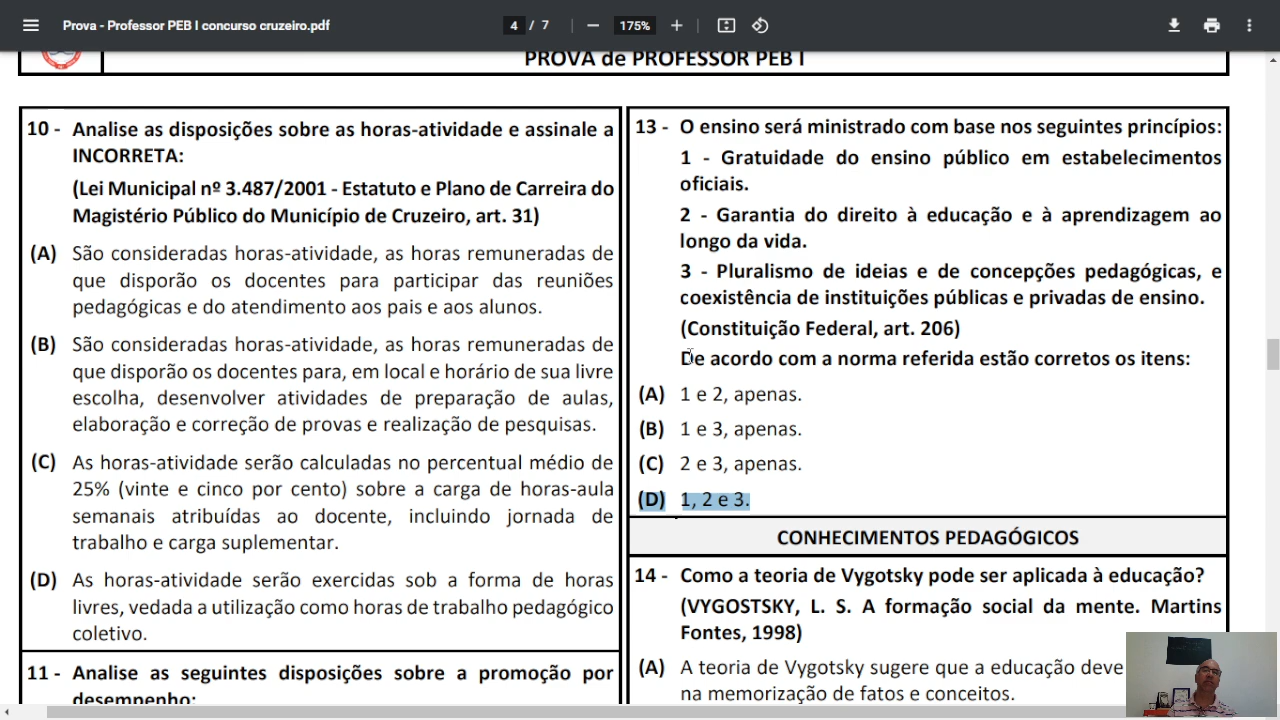 Prova - Professor PEB I concurso cruzeiro.pdf
4 / 7
175%
PROVA de PROFESSOR PEB I
10 - Analise as disposições sobre as horas-atividade e assinale a
INCORRETA:
(Lei Municipal nº 3.487/2001 - Estatuto e Plano de Carreira do
Magistério Público do Município de Cruzeiro, art. 31)
(A) São consideradas horas-atividade, as horas remuneradas de
que disporão os docentes para participar das reuniões
pedagógicas e do atendimento aos pais e aos alunos.
(B) São consideradas horas-atividade, as horas remuneradas de
que disporão os docentes para, em local e horário de sua livre
escolha, desenvolver atividades de preparação de aulas,
elaboração e correção de provas e realização de pesquisas.
(C) As horas-atividade serão calculadas no percentual médio de
25% (vinte e cinco por cento) sobre a carga de horas-aula
semanais atribuídas ao docente, incluindo jornada de
trabalho e carga suplementar.
(D) As horas-atividade serão exercidas sob a forma de horas
livres, vedada a utilização como horas de trabalho pedagógico
coletivo.
11 - Analise as seguintes disposições sobre a promoção por
desempenho:
13 - O ensino será ministrado com base nos seguintes princípios:
1 - Gratuidade do ensino público em estabelecimentos
oficiais.
2 - Garantia do direito à educação e à aprendizagem ao
longo da vida.
3 - Pluralismo de ideias e de concepções pedagógicas, e
coexistência de instituições públicas e privadas de ensino.
(Constituição Federal, art. 206)
De acordo com a norma referida estão corretos os itens:
(A) 1 e 2, apenas.
(B) 1 e 3, apenas.
(C) 2 e 3, apenas.
(D) 1, 2 e 3.
CONHECIMENTOS PEDAGÓGICOS
14 - Como a teoria de Vygotsky pode ser aplicada à educação?
(VYGOSTSKY, L. S. A formação social da mente. Martins
Fontes, 1998)
(A) A teoria de Vygotsky sugere que a educação deve
na memorização de fatos e conceitos.